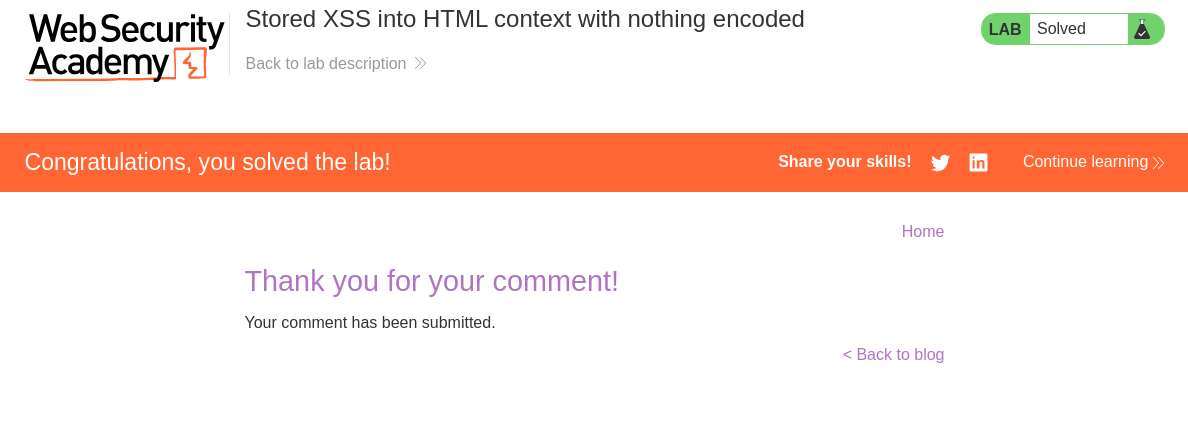 Web Security
Academy
Stored XSS into HTML context with nothing encoded
Back to lab description
LAB Solved
Congratulations, you solved the lab!
Share your skills!
Continue learning
Home
Thank you for your comment!
Your comment has been submitted.
< Back to blog